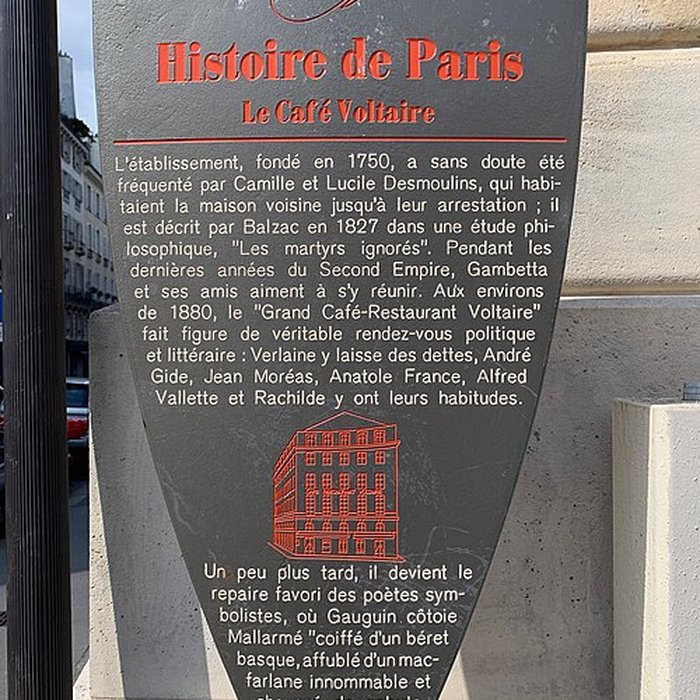 Histoire de Paris
Le Café Voltaire
L'établissement, fondé en 1750, a sans doute été
fréquenté par Camille et Lucile Desmoulins, qui habi-
taient la maison voisine jusqu'à leur arrestation ; il
est décrit par Balzac en 1827 dans une étude phi-
losophique, "Les martyrs ignorés". Pendant les
dernières années du Second Empire, Gambetta
et ses amis aiment à s'y réunir. Aux environs
de 1880, le "Grand Café-Restaurant Voltaire"
fait figure de véritable rendez-vous politique
et littéraire : Verlaine y laisse des dettes, André
Gide, Jean Moréas, Anatole France, Alfred
Vallette et Rachilde y ont leurs habitudes.
Un peu plus tard, il devient le
repaire favori des poètes sym-
bolistes, où Gauguin côtoie
Mallarmé "coiffé d'un béret
basque, affublé d'un mac-
farlane innommable et